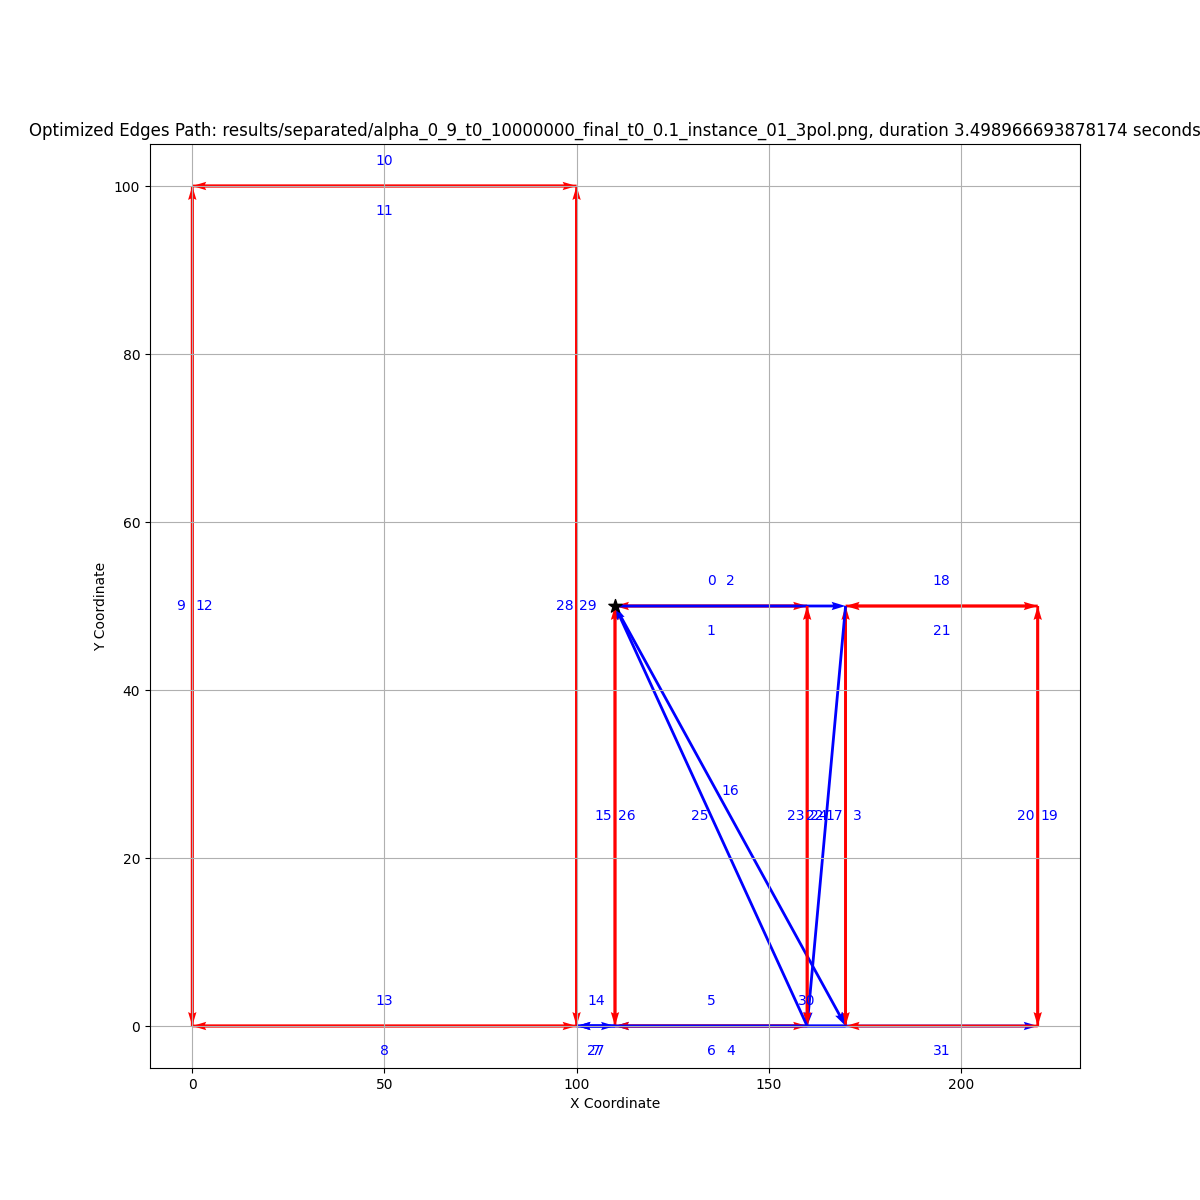 Optimized Edges Path: results/separated/alpha_0_9_t0_10000000_final_t0_0.1_instance_01_3pol.png, duration 3.498966693878174 seconds
10
100
11
80
60
0 2 18
9 12 28 29
1 21
40
16
15 26 25 23 17 3 20 19
20
13 14 5 30
0
8 7 6 4 31
0 50 100 150 200
X Coordinate
Y Coordinate